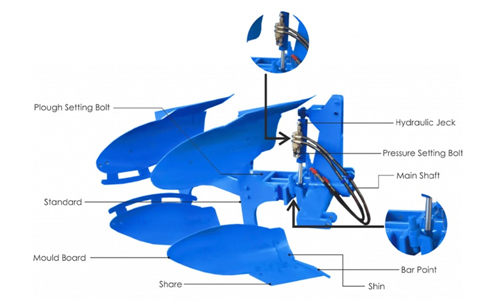 Plough Setting Bolt
Hydraulic Jeck
Pressure Setting Bolt
Main Shaft
Standard
Mould Board
Bar Point
Share
Shin